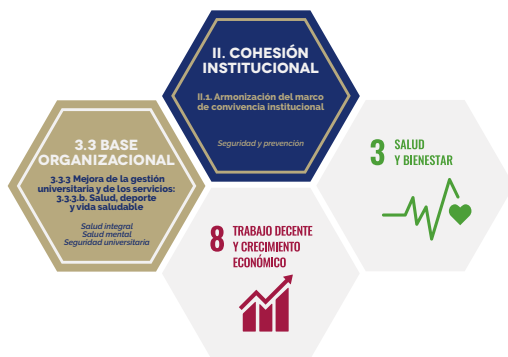 II. COHESIÓN
INSTITUCIONAL
II.1. Armonización del marco
de convivencia institucional
Seguridad y prevención
3.3 BASE
ORGANIZACIONAL
3.3.3 Mejora de la gestión
universitaria y de los servicios:
3.3.3.b. Salud, deporte
y vida saludable
Salud integral
Salud mental
Seguridad universitaria
3 SALUD
Y BIENESTAR
8 TRABAJO DECENTE
Y CRECIMIENTO
ECONÓMICO